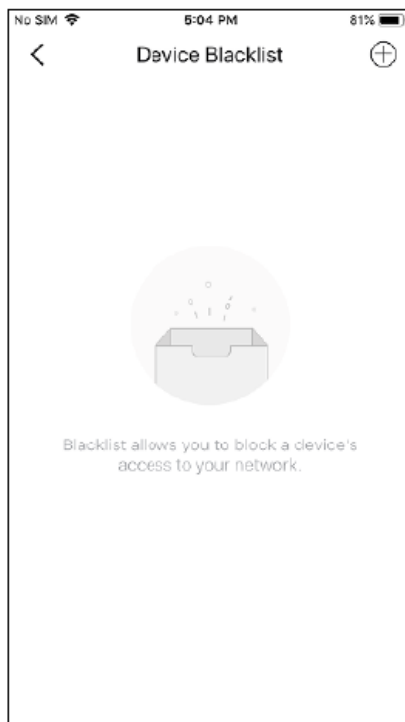 No SIM 5:04 PM 81%
Device Blacklist
Blacklist allows you to block a device's
access to your network.